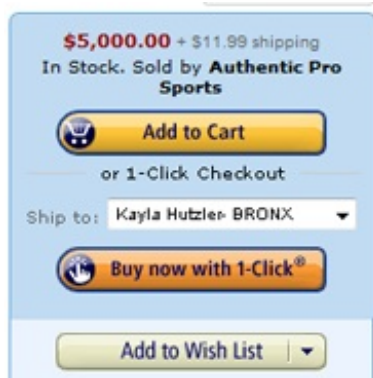 $5,000.00 + $11.99 shipping
In Stock. Sold by Authentic Pro
Sports
Add to Cart
or 1-Click Checkout
Ship to: Kayla Hutzler- BRONX
Buy now with 1-Click®
Add to Wish List